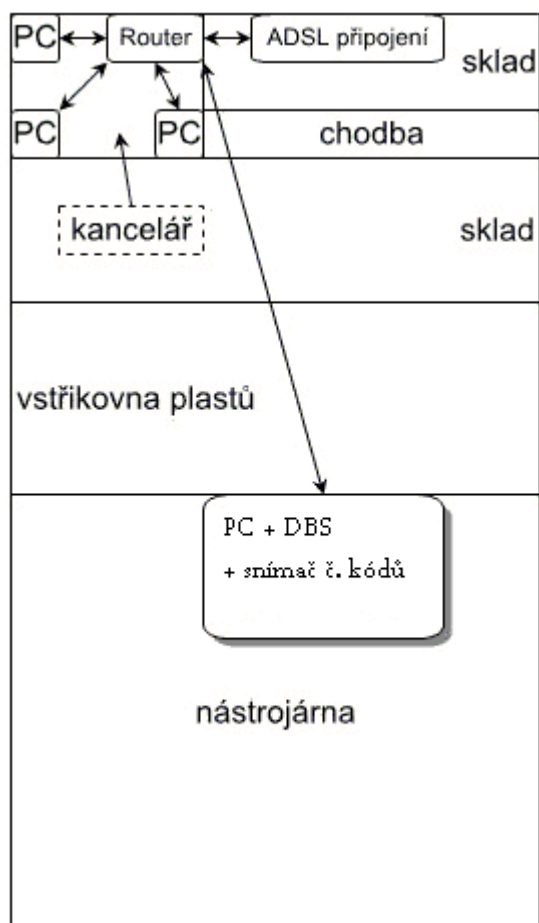 PC
Router
ADSL připojení
sklad
PC
PC
chodba
kancelář
sklad
vstřikovna plastů
PC + DBS
+ snímač č. kódů
nástrojárna